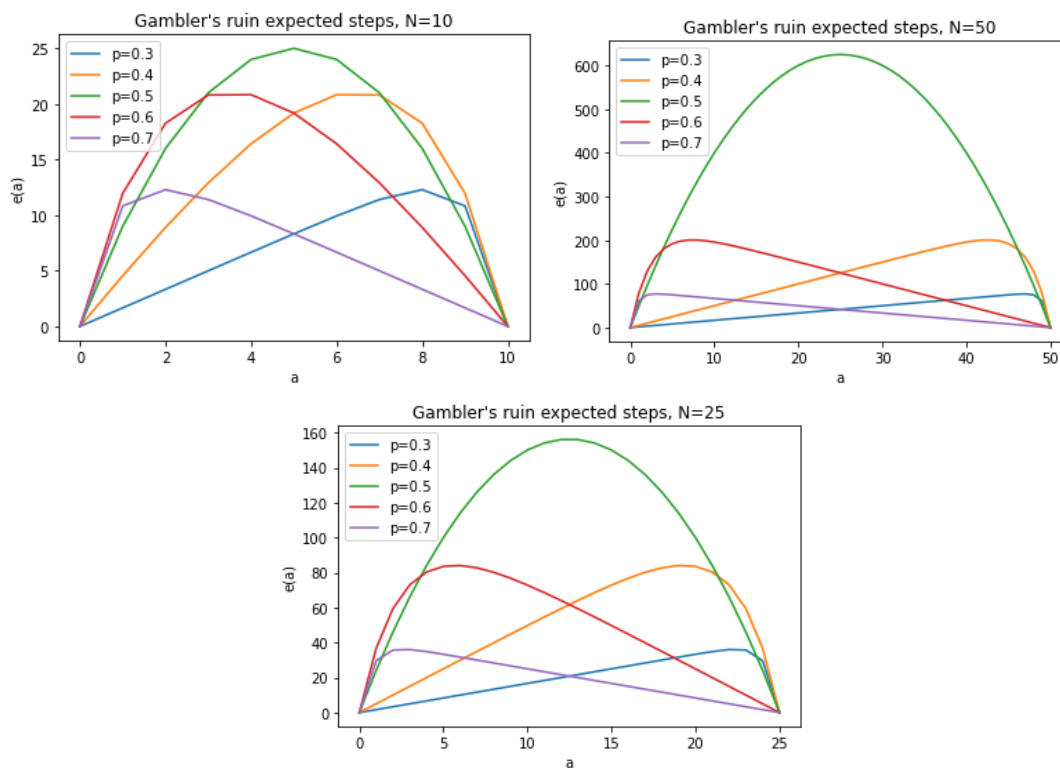 Gambler's ruin expected steps, N=10
25
20
15
10
5
0
e(a)
p=0.3
p=0.4
p=0.5
p=0.6
p=0.7
0 2 4 6 8 10
a
Gambler's ruin expected steps, N=50
600
500
400
300
200
100
0
e(a)
p=0.3
p=0.4
p=0.5
p=0.6
p=0.7
0 10 20 30 40 50
a
Gambler's ruin expected steps, N=25
160
140
120
100
80
60
40
20
0
e(a)
p=0.3
p=0.4
p=0.5
p=0.6
p=0.7
0 5 10 15 20 25
a